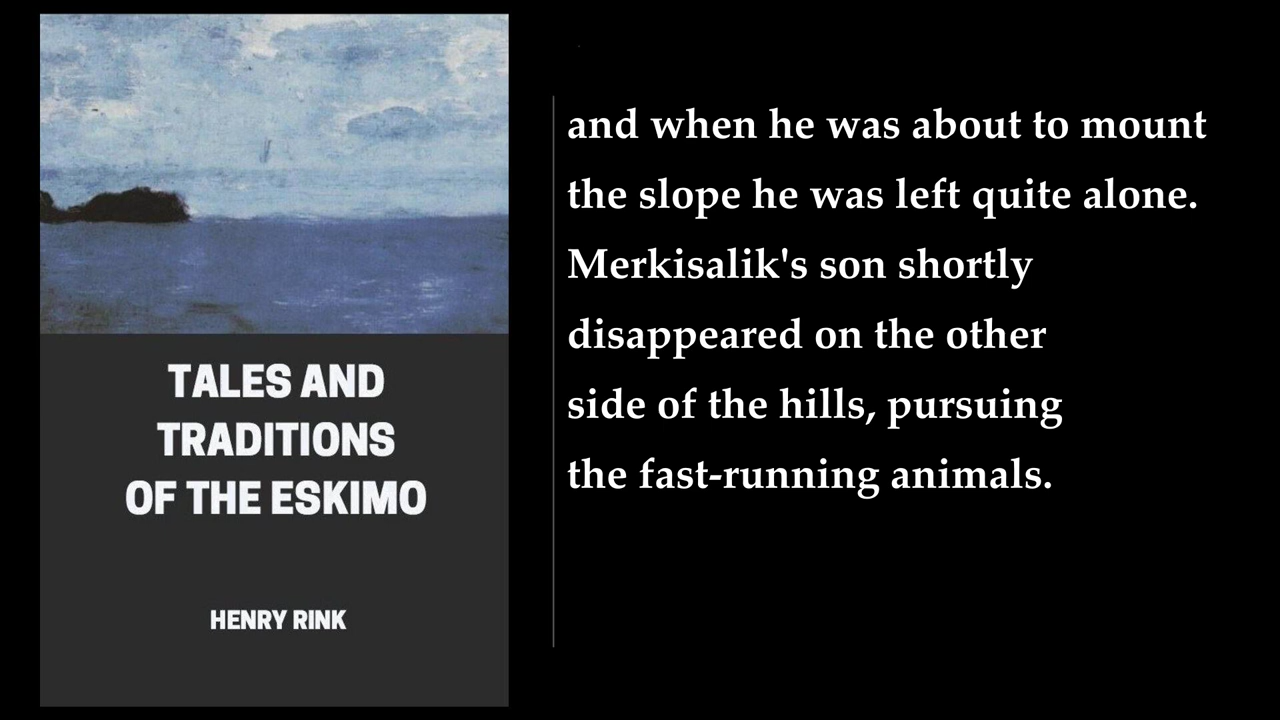 TALES AND
TRADITIONS
OF THE ESKIMO
HENRY RINK
and when he was about to mount
the slope he was left quite alone.
Merkisalik's son shortly
disappeared on the other
side of the hills, pursuing
the fast-running animals.